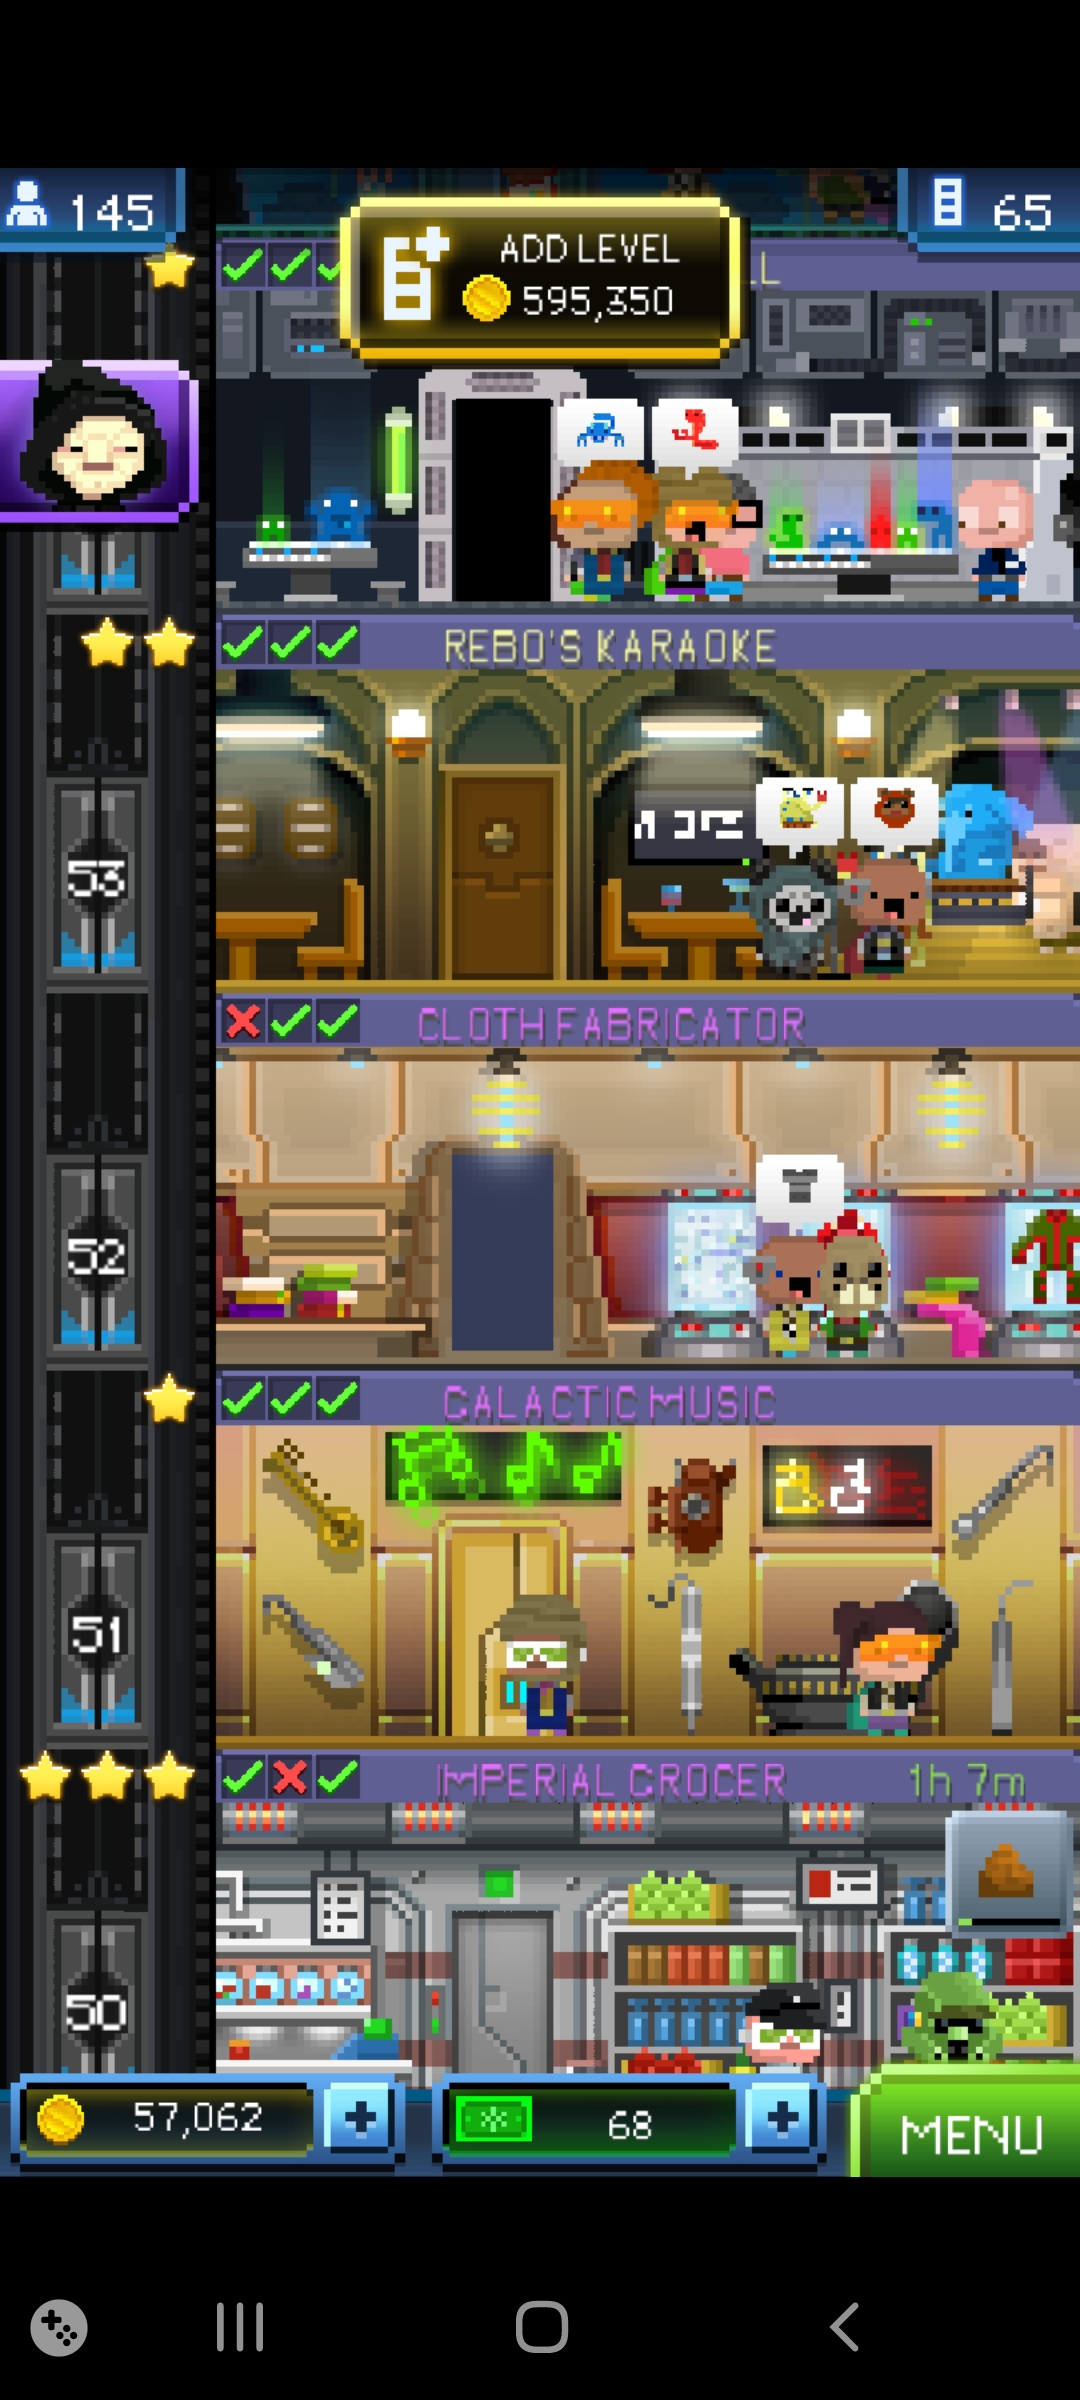 145
65
ADD LEVEL
595,350
REBO'S KARAOKE
53
CLOTH FABRICATOR
52
GALACTIC MUSIC
51
IMPERIAL GROCER 1h 7m
50
57,062
68
MENU